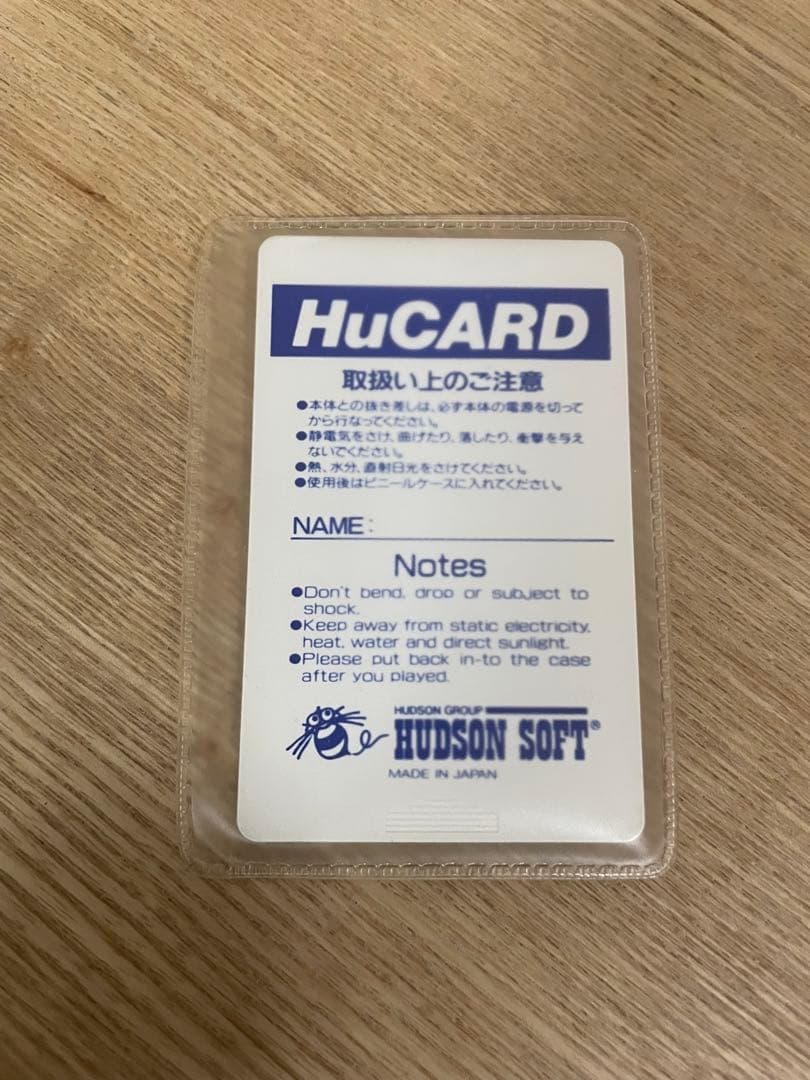 HuCARD
取扱い上のご注意
●本体との抜き差しは、必ず本体の電源を切って
から行なってください。
●静電気をさけ、曲げたり、落したり、衝撃を与え
ないでください。
●熱、水分、直射日光をさけてください。
●使用後はビニールケースに入れてください。
NAME:
Notes
●Don't bend, drop or subject to
shock.
●Keep away from static electricity,
heat, water and direct sunlight.
●Please put back in-to the case
after you played.
HUDSON GROUP
HUDSON SOFT®
MADE IN JAPAN